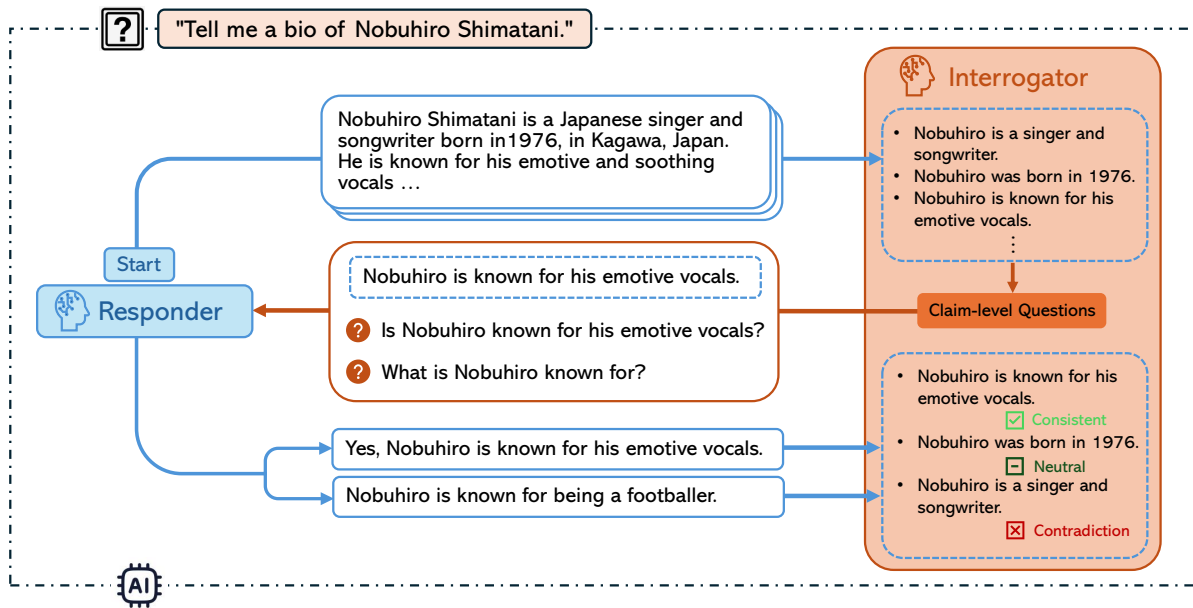 ?
"Tell me a bio of Nobuhiro Shimatani."
Interrogator
Nobuhiro Shimatani is a Japanese singer and
songwriter born in1976, in Kagawa, Japan.
He is known for his emotive and soothing
vocals …
• Nobuhiro is a singer and
songwriter.
• Nobuhiro was born in 1976.
• Nobuhiro is known for his
emotive vocals.
⋮
Start
Responder
Nobuhiro is known for his emotive vocals.
? Is Nobuhiro known for his emotive vocals?
? What is Nobuhiro known for?
Claim-level Questions
Yes, Nobuhiro is known for his emotive vocals.
Nobuhiro is known for being a footballer.
• Nobuhiro is known for his
emotive vocals.
Consistent
• Nobuhiro was born in 1976.
Neutral
• Nobuhiro is a singer and
songwriter.
Contradiction
AI